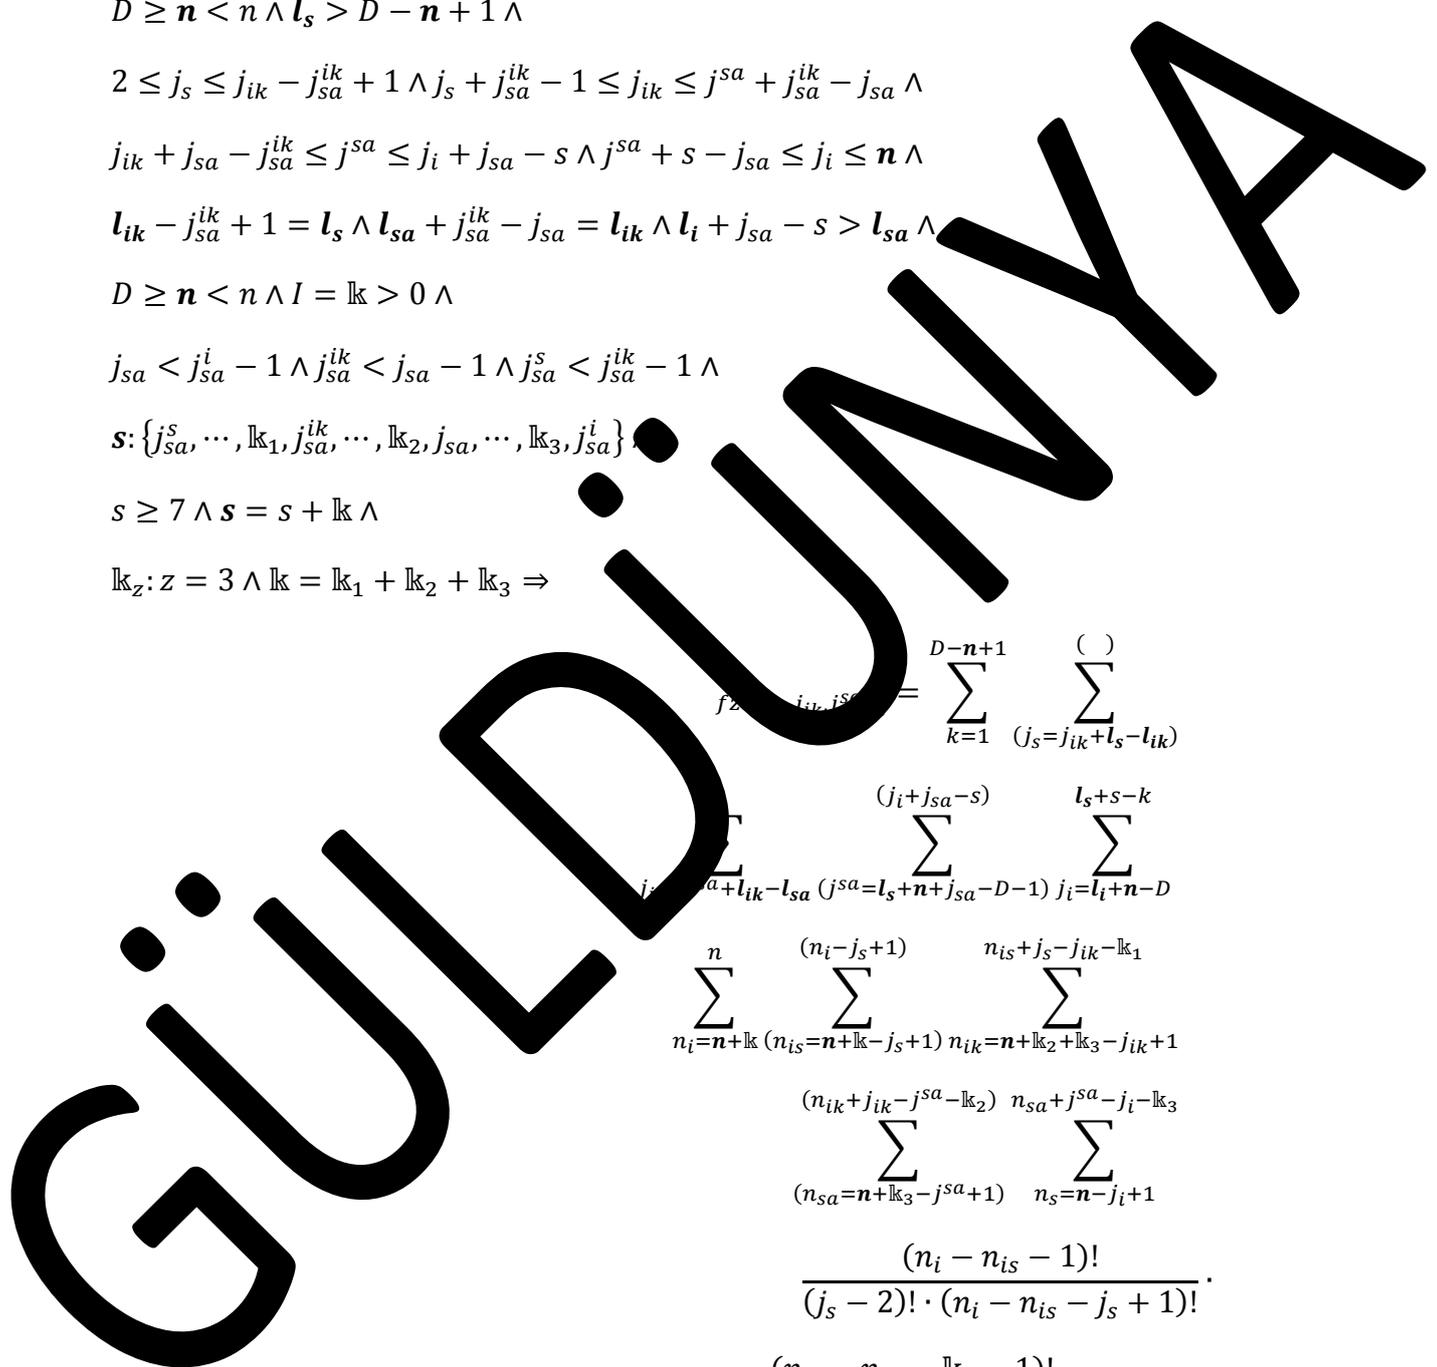 D ≥ 𝒏 < n ∧ 𝒍ₛ > D − 𝒏 + 1 ∧
2 ≤ j_s ≤ j_{ik} − j_{sa}^{ik} + 1 ∧ j_s + j_{sa}^{ik} − 1 ≤ j_{ik} ≤ j^{sa} + j_{sa}^{ik} − j_{sa} ∧
j_{ik} + j_{sa} − j_{sa}^{ik} ≤ j^{sa} ≤ j_i + j_{sa} − s ∧ j^{sa} + s − j_{sa} ≤ j_i ≤ 𝒏 ∧
𝒍_{ik} − j_{sa}^{ik} + 1 = 𝒍_s ∧ 𝒍_{sa} + j_{sa}^{ik} − j_{sa} = 𝒍_{ik} ∧ 𝒍_i + j_{sa} − s > 𝒍_{sa} ∧
D ≥ 𝒏 < n ∧ I = 𝕜 > 0 ∧
j_{sa} < j_{sa}^{i} − 1 ∧ j_{sa}^{ik} < j_{sa} − 1 ∧ j_{sa}^{s} < j_{sa}^{ik} − 1 ∧
𝒔: {j_{sa}^{s}, ⋯ , 𝕜_1, j_{sa}^{ik}, ⋯ , 𝕜_2, j_{sa}, ⋯ , 𝕜_3, j_{sa}^{i}}
s ≥ 7 ∧ 𝒔 = s + 𝕜 ∧
𝕜_z: z = 3 ∧ 𝕜 = 𝕜_1 + 𝕜_2 + 𝕜_3 ⇒
= ∑_{k=1}^{D−𝒏+1} ∑_{(j_s=j_{ik}+𝒍_s−𝒍_{ik})}^{( )}
∑_{+𝒍_{ik}−𝒍_{sa}} ∑_{(j^{sa}=𝒍_s+𝒏+j_{sa}−D−1)}^{(j_i+j_{sa}−s)} ∑_{j_i=𝒍_i+𝒏−D}^{𝒍_s+s−k}
∑_{n_i=𝒏+𝕜}^{n} ∑_{(n_{is}=𝒏+𝕜−j_s+1)}^{(n_i−j_s+1)} ∑_{n_{ik}=𝒏+𝕜_2+𝕜_3−j_{ik}+1}^{n_{is}+j_s−j_{ik}−𝕜_1}
∑_{(n_{sa}=𝒏+𝕜_3−j^{sa}+1)}^{(n_{ik}+j_{ik}−j^{sa}−𝕜_2)} ∑_{n_s=𝒏−j_i+1}^{n_{sa}+j^{sa}−j_i−𝕜_3}
(n_i − n_{is} − 1)!
(j_s − 2)! · (n_i − n_{is} − j_s + 1)! ·
GÜLDÜNYA